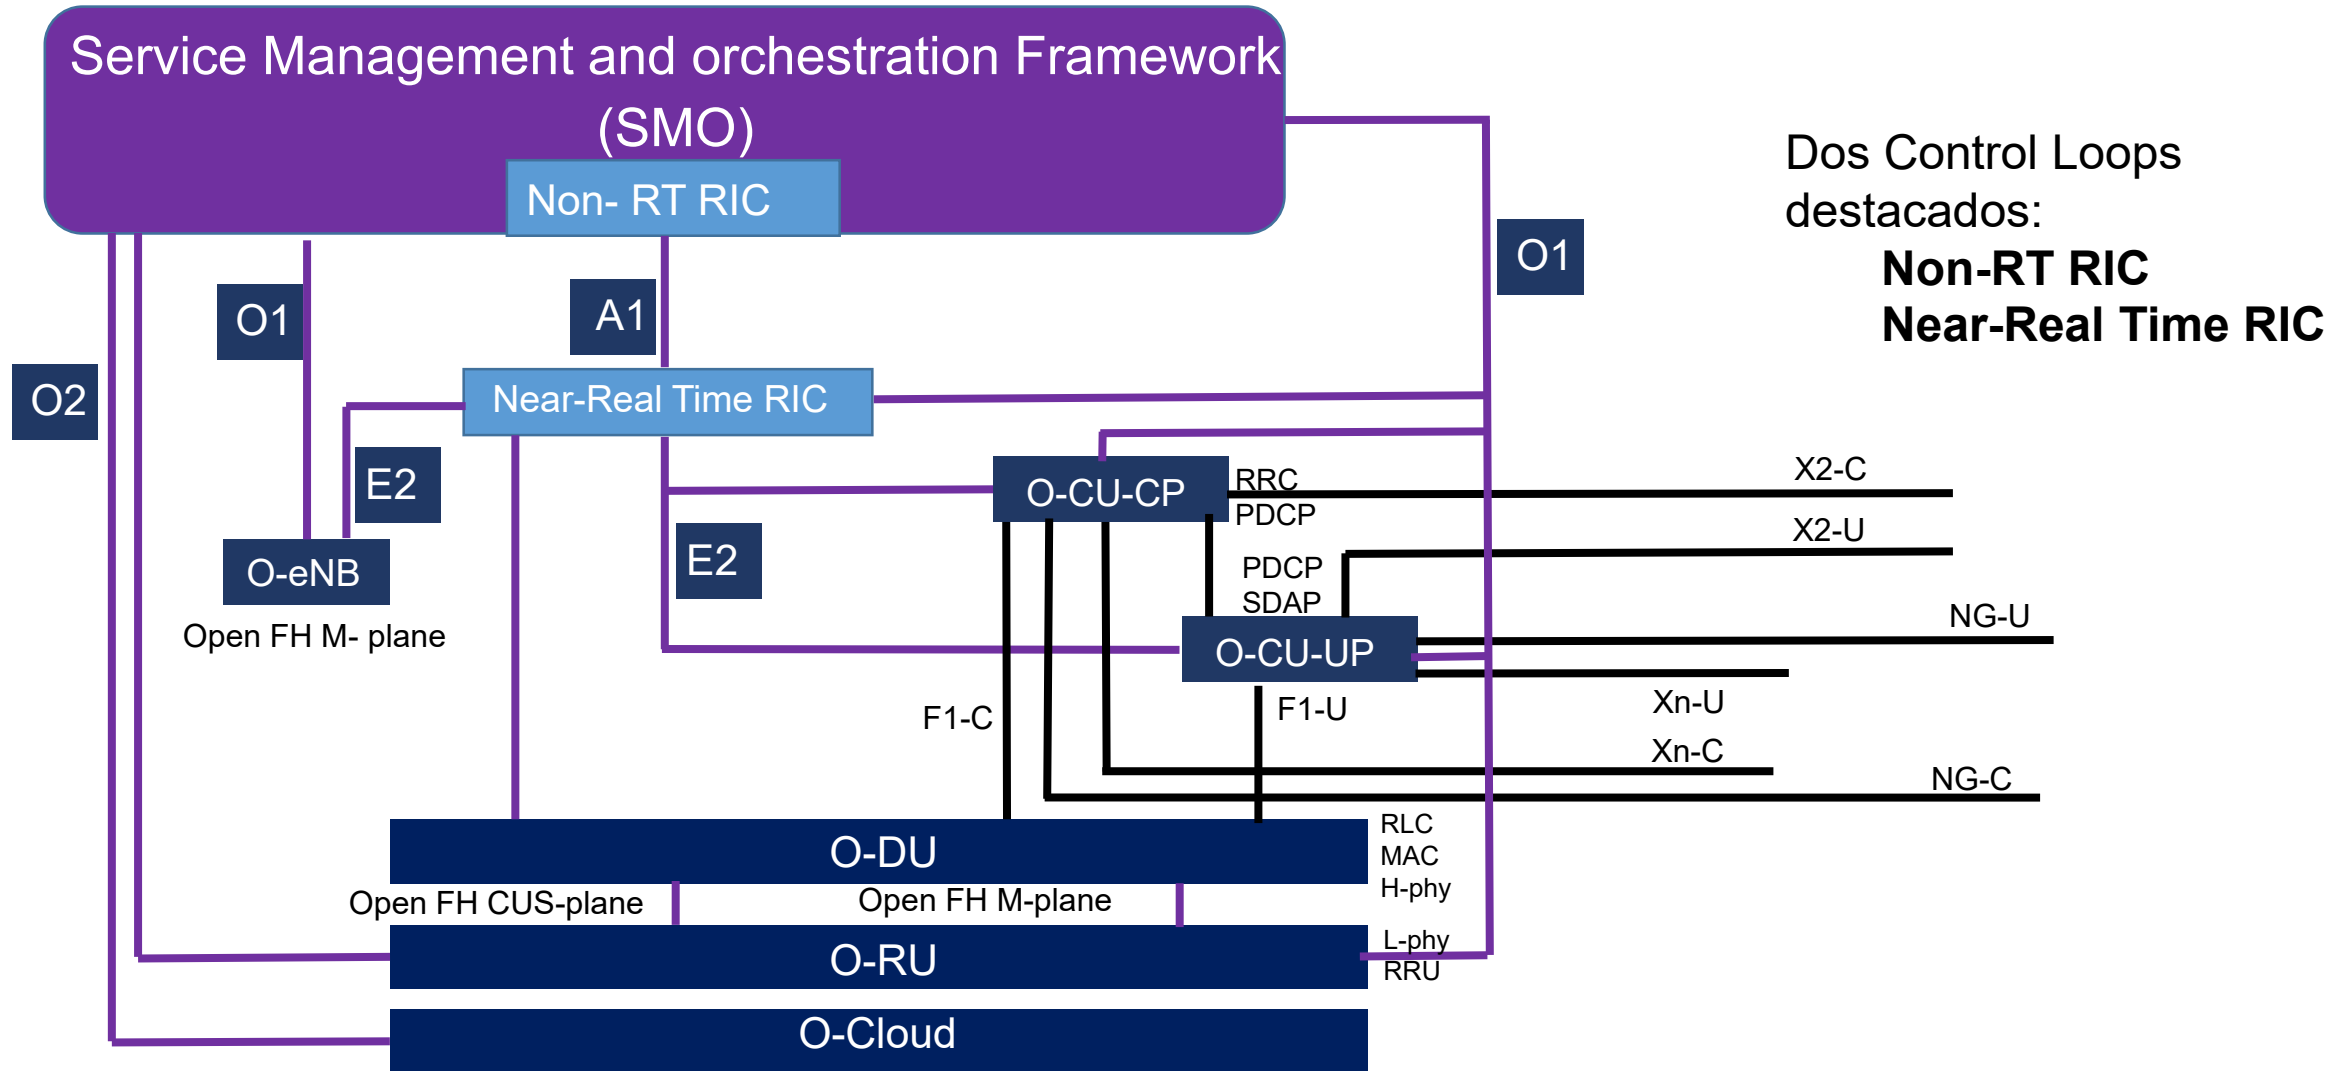 Service Management and orchestration Framework
(SMO)
Non- RT RIC
Dos Control Loops
destacados:
Non-RT RIC
Near-Real Time RIC
O1
O1
A1
O2
Near-Real Time RIC
E2
O-CU-CP
RRC
PDCP
X2-C
X2-U
E2
O-eNB
Open FH M- plane
PDCP
SDAP
O-CU-UP
NG-U
F1-C
F1-U
Xn-U
Xn-C
NG-C
O-DU
RLC
MAC
H-phy
Open FH CUS-plane
Open FH M-plane
O-RU
L-phy
RRU
O-Cloud